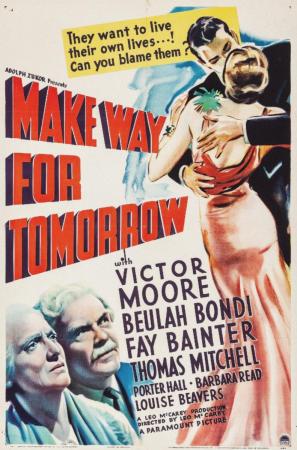 They want to live
their own lives...!
Can you blame them?
ADOLPH ZUKOR Presents
MAKE WAY
FOR
TOMORROW
with
VICTOR
MOORE
BEULAH BONDI
FAY BAINTER
THOMAS MITCHELL
PORTER HALL · BARBARA READ
LOUISE BEAVERS
A LEO McCAREY PRODUCTION
DIRECTED BY LEO McCAREY
A PARAMOUNT PICTURE